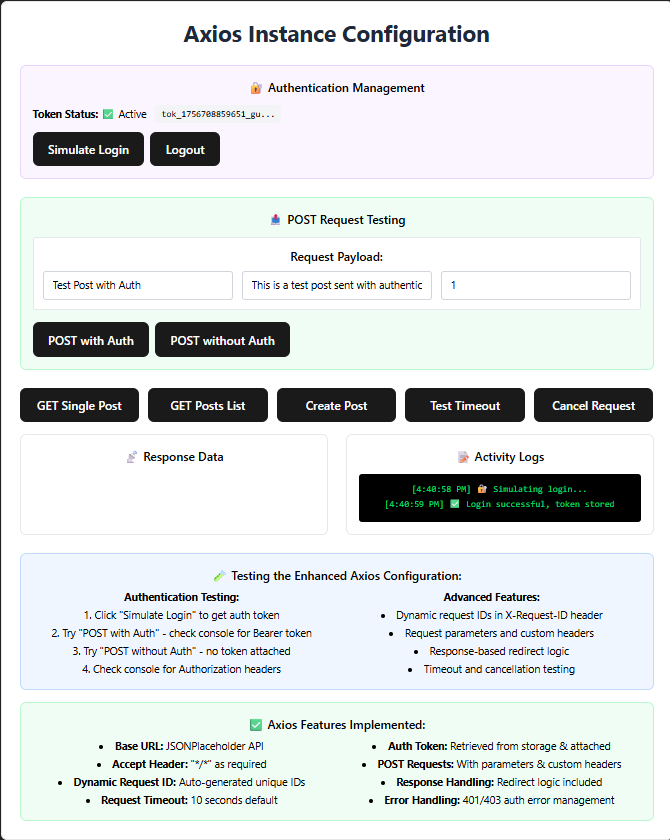 Axios Instance Configuration
🔐 Authentication Management
Token Status: ✅ Active tok_1756708859651_gu...
Simulate Login Logout
📤 POST Request Testing
Request Payload:
Test Post with Auth This is a test post sent with authentic 1
POST with Auth POST without Auth
GET Single Post GET Posts List Create Post Test Timeout Cancel Request
📡 Response Data
📝 Activity Logs
[4:40:58 PM] 🔐 Simulating login...
[4:40:59 PM] ✅ Login successful, token stored
🧪 Testing the Enhanced Axios Configuration:
Authentication Testing:
1. Click "Simulate Login" to get auth token
2. Try "POST with Auth" - check console for Bearer token
3. Try "POST without Auth" - no token attached
4. Check console for Authorization headers
Advanced Features:
• Dynamic request IDs in X-Request-ID header
• Request parameters and custom headers
• Response-based redirect logic
• Timeout and cancellation testing
✅ Axios Features Implemented:
• Base URL: JSONPlaceholder API
• Accept Header: "*/*" as required
• Dynamic Request ID: Auto-generated unique IDs
• Request Timeout: 10 seconds default
• Auth Token: Retrieved from storage & attached
• POST Requests: With parameters & custom headers
• Response Handling: Redirect logic included
• Error Handling: 401/403 auth error management